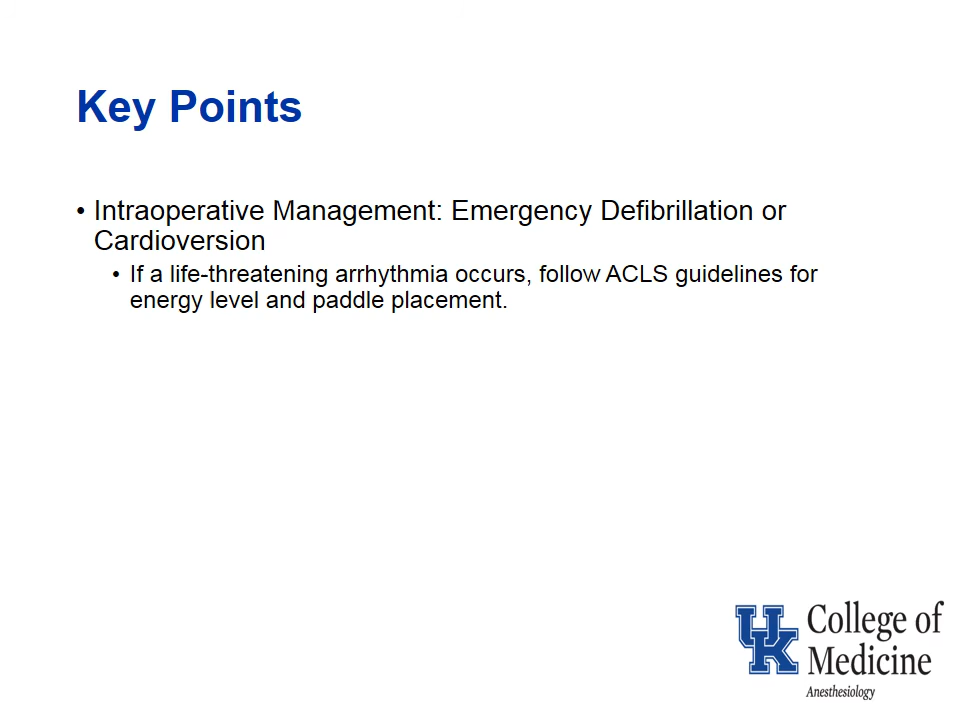 Key Points
• Intraoperative Management: Emergency Defibrillation or
Cardioversion
• If a life-threatening arrhythmia occurs, follow ACLS guidelines for
energy level and paddle placement.
UK
College of
Medicine
Anesthesiology